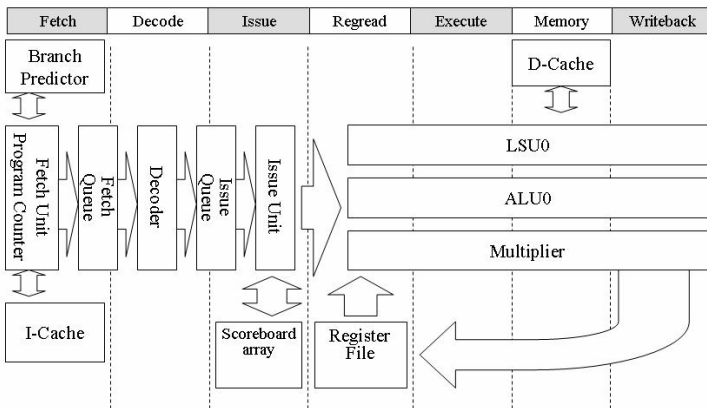 Fetch
Decode
Issue
Regread
Execute
Memory
Writeback
Branch
Predictor
D-Cache
Fetch Unit
Program Counter
Fetch
Queue
Decoder
Issue
Queue
Issue Unit
LSU0
ALU0
Multiplier
I-Cache
Scoreboard
array
Register
File